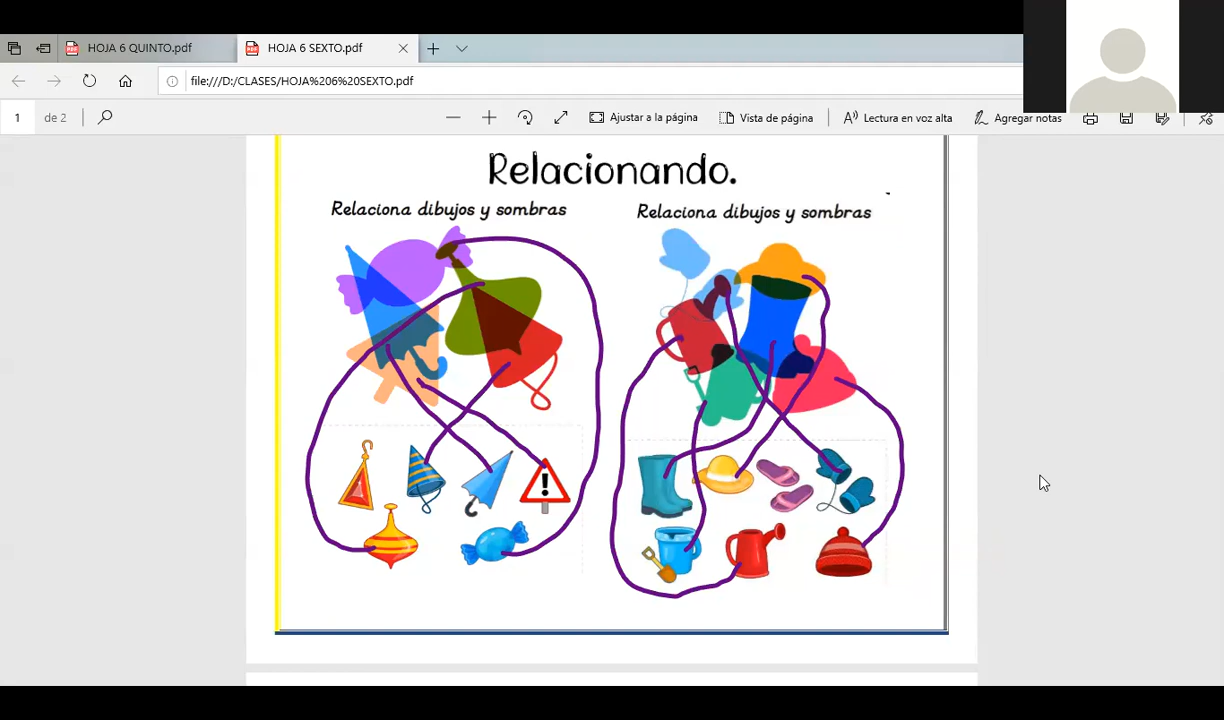 HOJA 6 QUINTO.pdf
HOJA 6 SEXTO.pdf
file:///D:/CLASES/HOJA%206%20SEXTO.pdf
1 de 2
Ajustar a la página
Vista de página
Lectura en voz alta
Agregar notas
Relacionando.
Relaciona dibujos y sombras
Relaciona dibujos y sombras
!